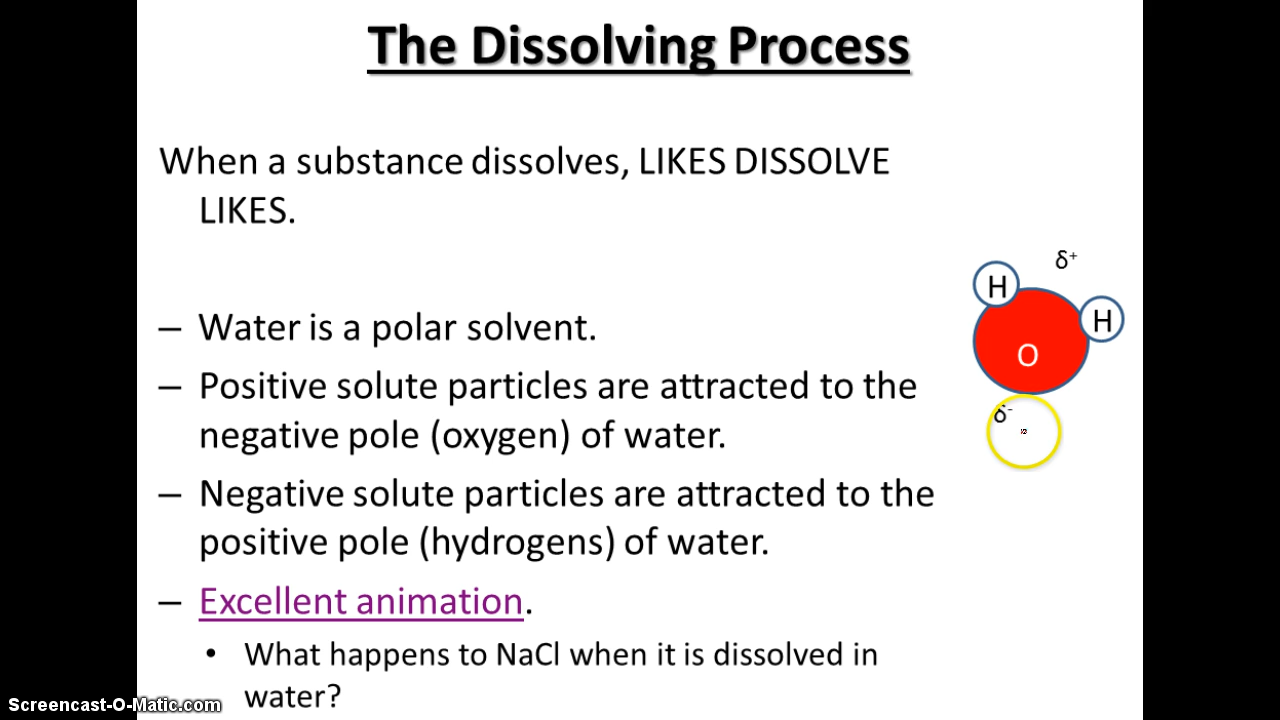 The Dissolving Process
When a substance dissolves, LIKES DISSOLVE
LIKES.
– Water is a polar solvent.
– Positive solute particles are attracted to the
negative pole (oxygen) of water.
– Negative solute particles are attracted to the
positive pole (hydrogens) of water.
– Excellent animation.
• What happens to NaCl when it is dissolved in
water?
δ⁺
H
H
O
δ⁻
Screencast-O-Matic.com